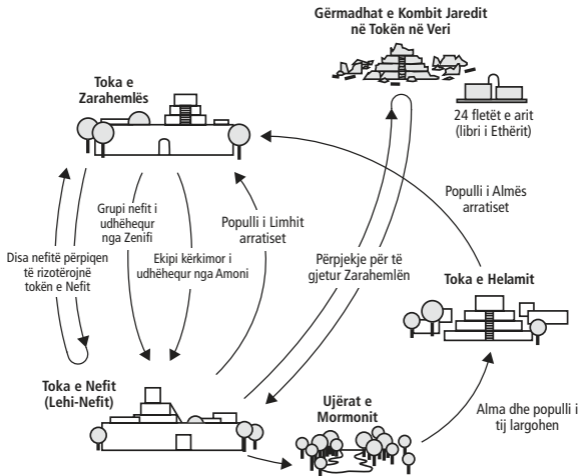 Gërmadhat e Kombit Jaredit
në Tokën në Veri
Toka e
Zarahemlës
24 fletët e arit
(libri i Ethërit)
Populli i Almës
arratiset
Grupi nefit i
udhëhequr
nga Zenifi
Populli i Limhit
arratiset
Disa nefitë përpiqen
të rizotërojnë
tokën e Nefit
Ekipi kërkimor i
udhëhequr nga Amoni
Përpjekje për të
gjetur Zarahemlën
Toka e Helamit
Toka e Nefit
(Lehi-Nefit)
Ujërat e
Mormonit
Alma dhe populli i
tij largohen